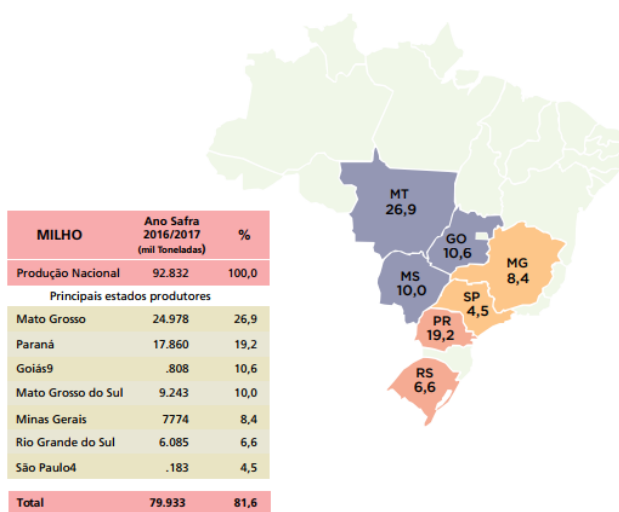 MILHO Ano Safra 2016/2017 (mil Toneladas) %
Produção Nacional 92.832 100,0
Principais estados produtores
Mato Grosso 24.978 26,9
Paraná 17.860 19,2
Goiás9 .808 10,6
Mato Grosso do Sul 9.243 10,0
Minas Gerais 7774 8,4
Rio Grande do Sul 6.085 6,6
São Paulo4 .183 4,5
Total 79.933 81,6
MT
26,9
GO
10,6
MS
10,0
MG
8,4
SP
4,5
PR
19,2
RS
6,6